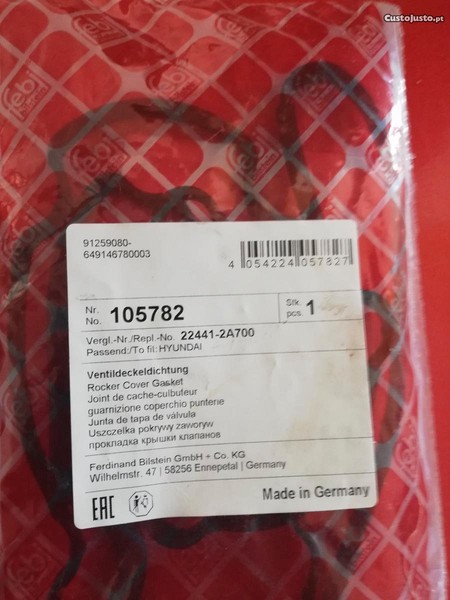 CustoJusto.pt
febi
bilstein
91259080-
649146780003
4 054224 057827
Nr.
No. 105782
Stk.
pcs. 1
Vergl.-Nr./Repl.-No. 22441-2A700
Passend/To fit: HYUNDAI
Ventildeckeldichtung
Rocker Cover Gasket
Joint de cache-culbuteur
guarnizione coperchio punterie
Junta de tapa de válvula
Uszczelka pokrywy zaworyw
прокладка крышки клапанов
Ferdinand Bilstein GmbH + Co. KG
Wilhelmstr. 47 | 58256 Ennepetal | Germany
EAC
febi
Made in Germany